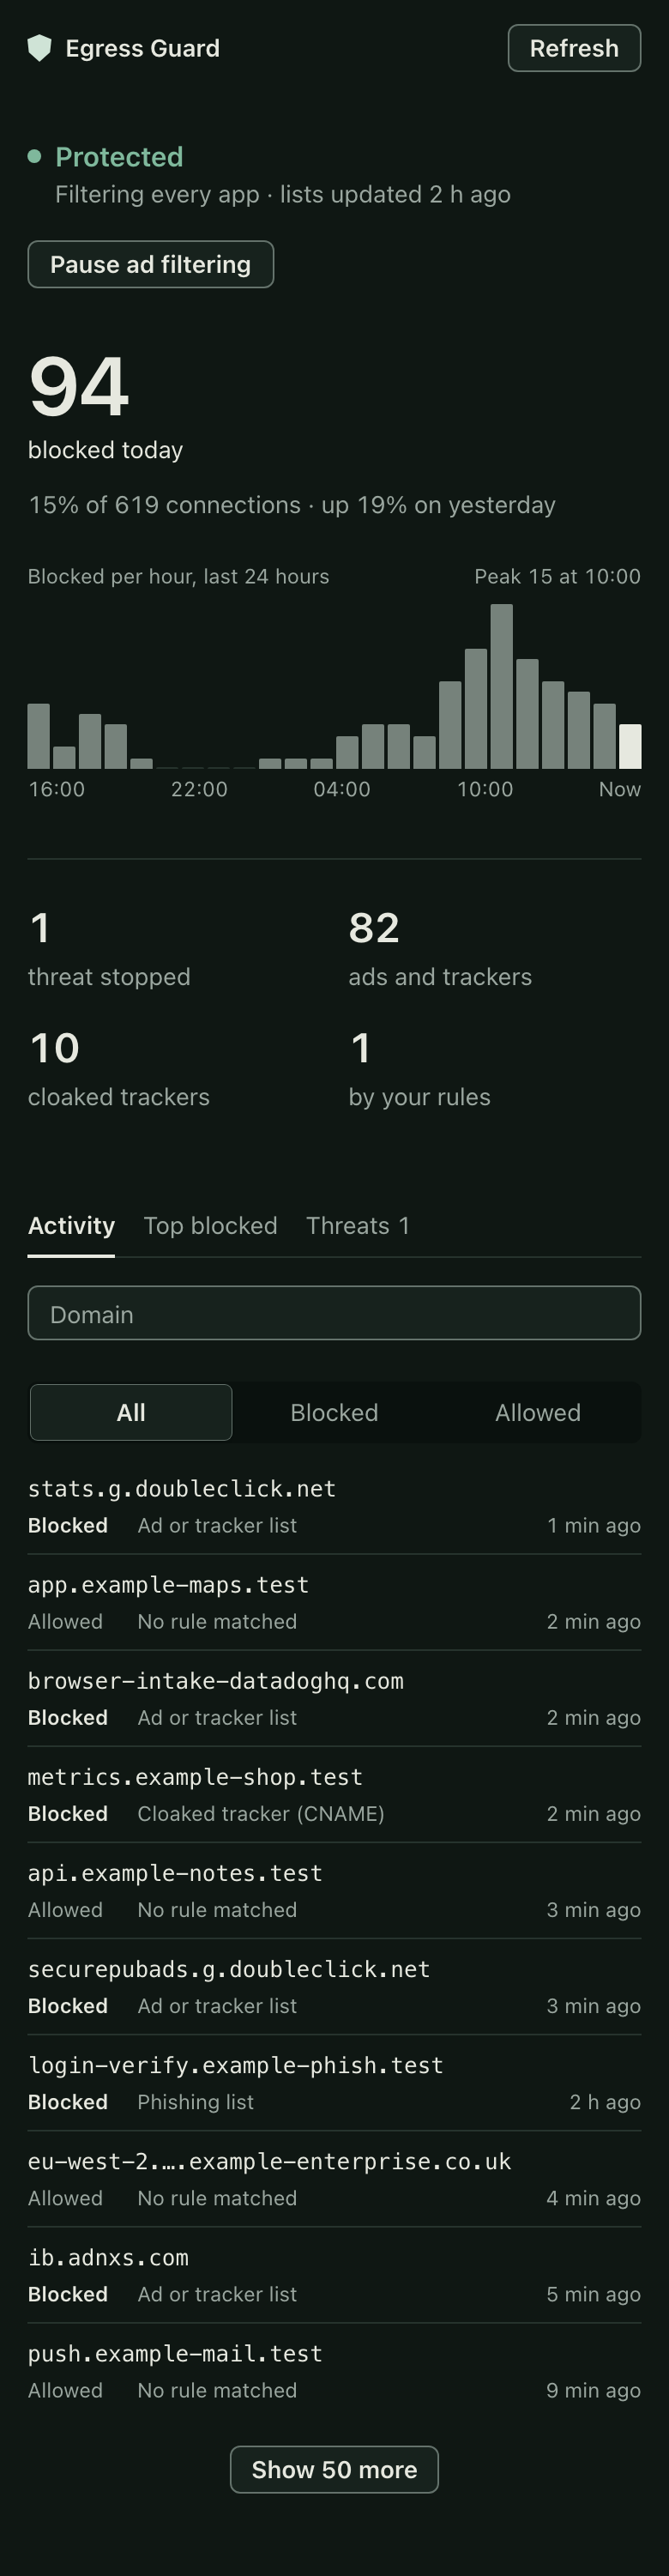 Egress Guard
Refresh
Protected
Filtering every app · lists updated 2 h ago
Pause ad filtering
94
blocked today
15% of 619 connections · up 19% on yesterday
Blocked per hour, last 24 hours
Peak 15 at 10:00
16:00 22:00 04:00 10:00 Now
1
threat stopped
82
ads and trackers
10
cloaked trackers
1
by your rules
Activity Top blocked Threats 1
Domain
All Blocked Allowed
stats.g.doubleclick.net
Blocked Ad or tracker list 1 min ago
app.example-maps.test
Allowed No rule matched 2 min ago
browser-intake-datadoghq.com
Blocked Ad or tracker list 2 min ago
metrics.example-shop.test
Blocked Cloaked tracker (CNAME) 2 min ago
api.example-notes.test
Allowed No rule matched 3 min ago
securepubads.g.doubleclick.net
Blocked Ad or tracker list 3 min ago
login-verify.example-phish.test
Blocked Phishing list 2 h ago
eu-west-2.….example-enterprise.co.uk
Allowed No rule matched 4 min ago
ib.adnxs.com
Blocked Ad or tracker list 5 min ago
push.example-mail.test
Allowed No rule matched 9 min ago
Show 50 more